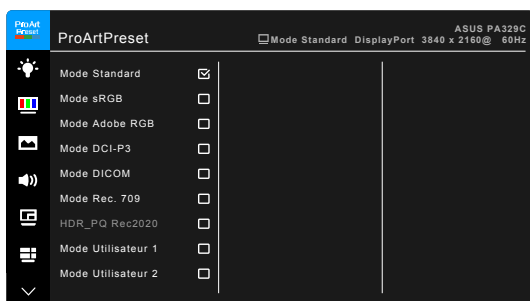 ProArt
Preset
ProArtPreset
ASUS PA329C
Mode Standard DisplayPort 3840 x 2160@ 60Hz
Mode Standard
Mode sRGB
Mode Adobe RGB
Mode DCI-P3
Mode DICOM
Mode Rec. 709
HDR_PQ Rec2020
Mode Utilisateur 1
Mode Utilisateur 2